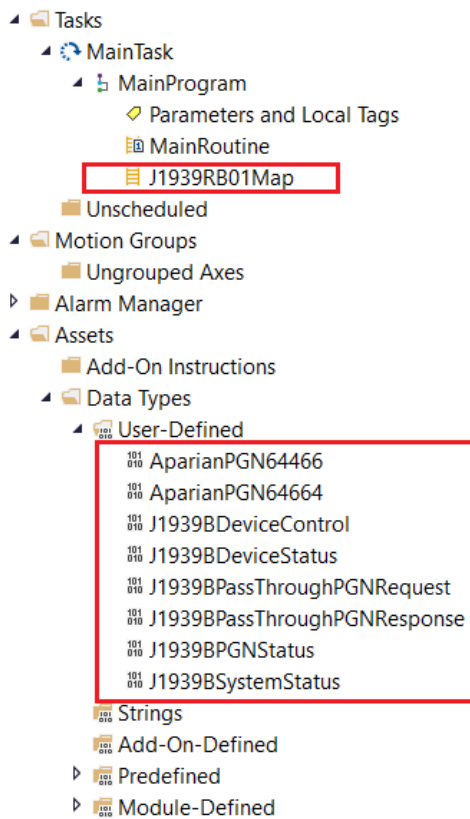 Tasks
MainTask
MainProgram
Parameters and Local Tags
MainRoutine
J1939RB01Map
Unscheduled
Motion Groups
Ungrouped Axes
Alarm Manager
Assets
Add-On Instructions
Data Types
User-Defined
AparianPGN64466
AparianPGN64664
J1939BDeviceControl
J1939BDeviceStatus
J1939BPassThroughPGNRequest
J1939BPassThroughPGNResponse
J1939BPGNStatus
J1939BSystemStatus
Strings
Add-On-Defined
Predefined
Module-Defined